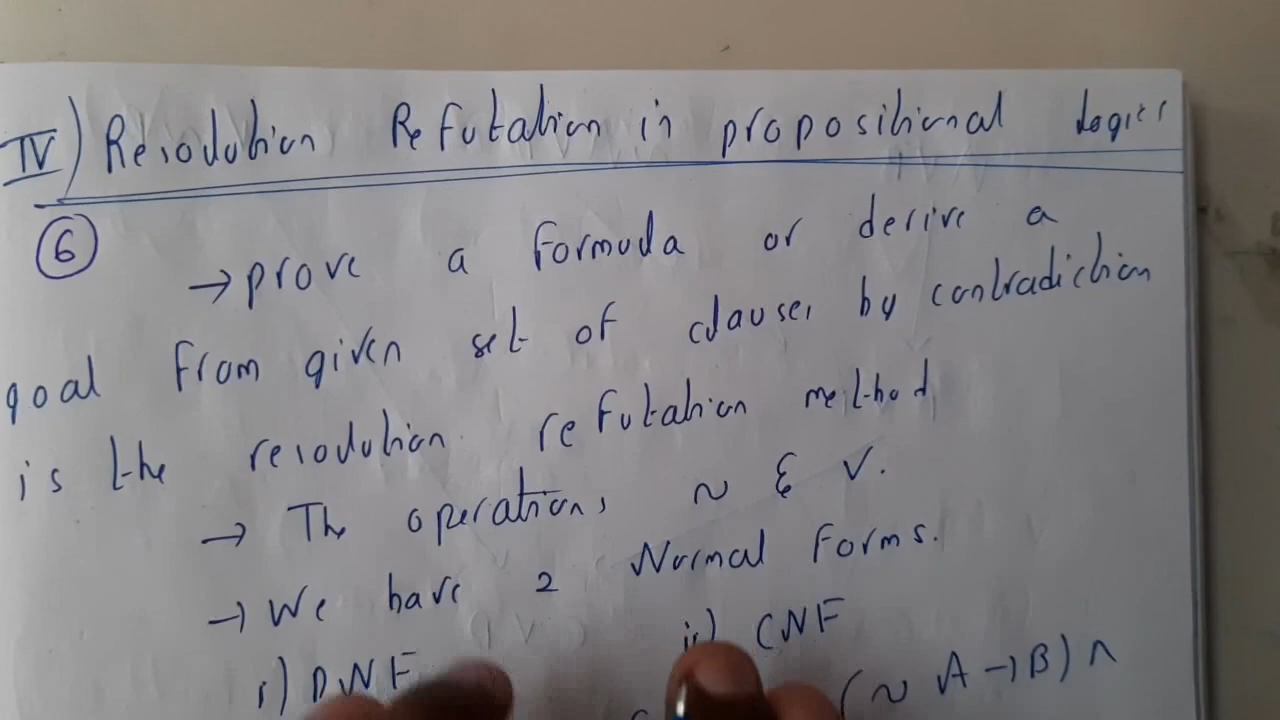 IV) Resolution Refutation in propositional logic
6
→ prove a formula or derive a
goal from given set of clauses by contradiction
is the resolution refutation method
→ The operations ~ & V.
→ We have 2 Normal Forms.
i) DNF ii) CNF
(~ A → B) ∧